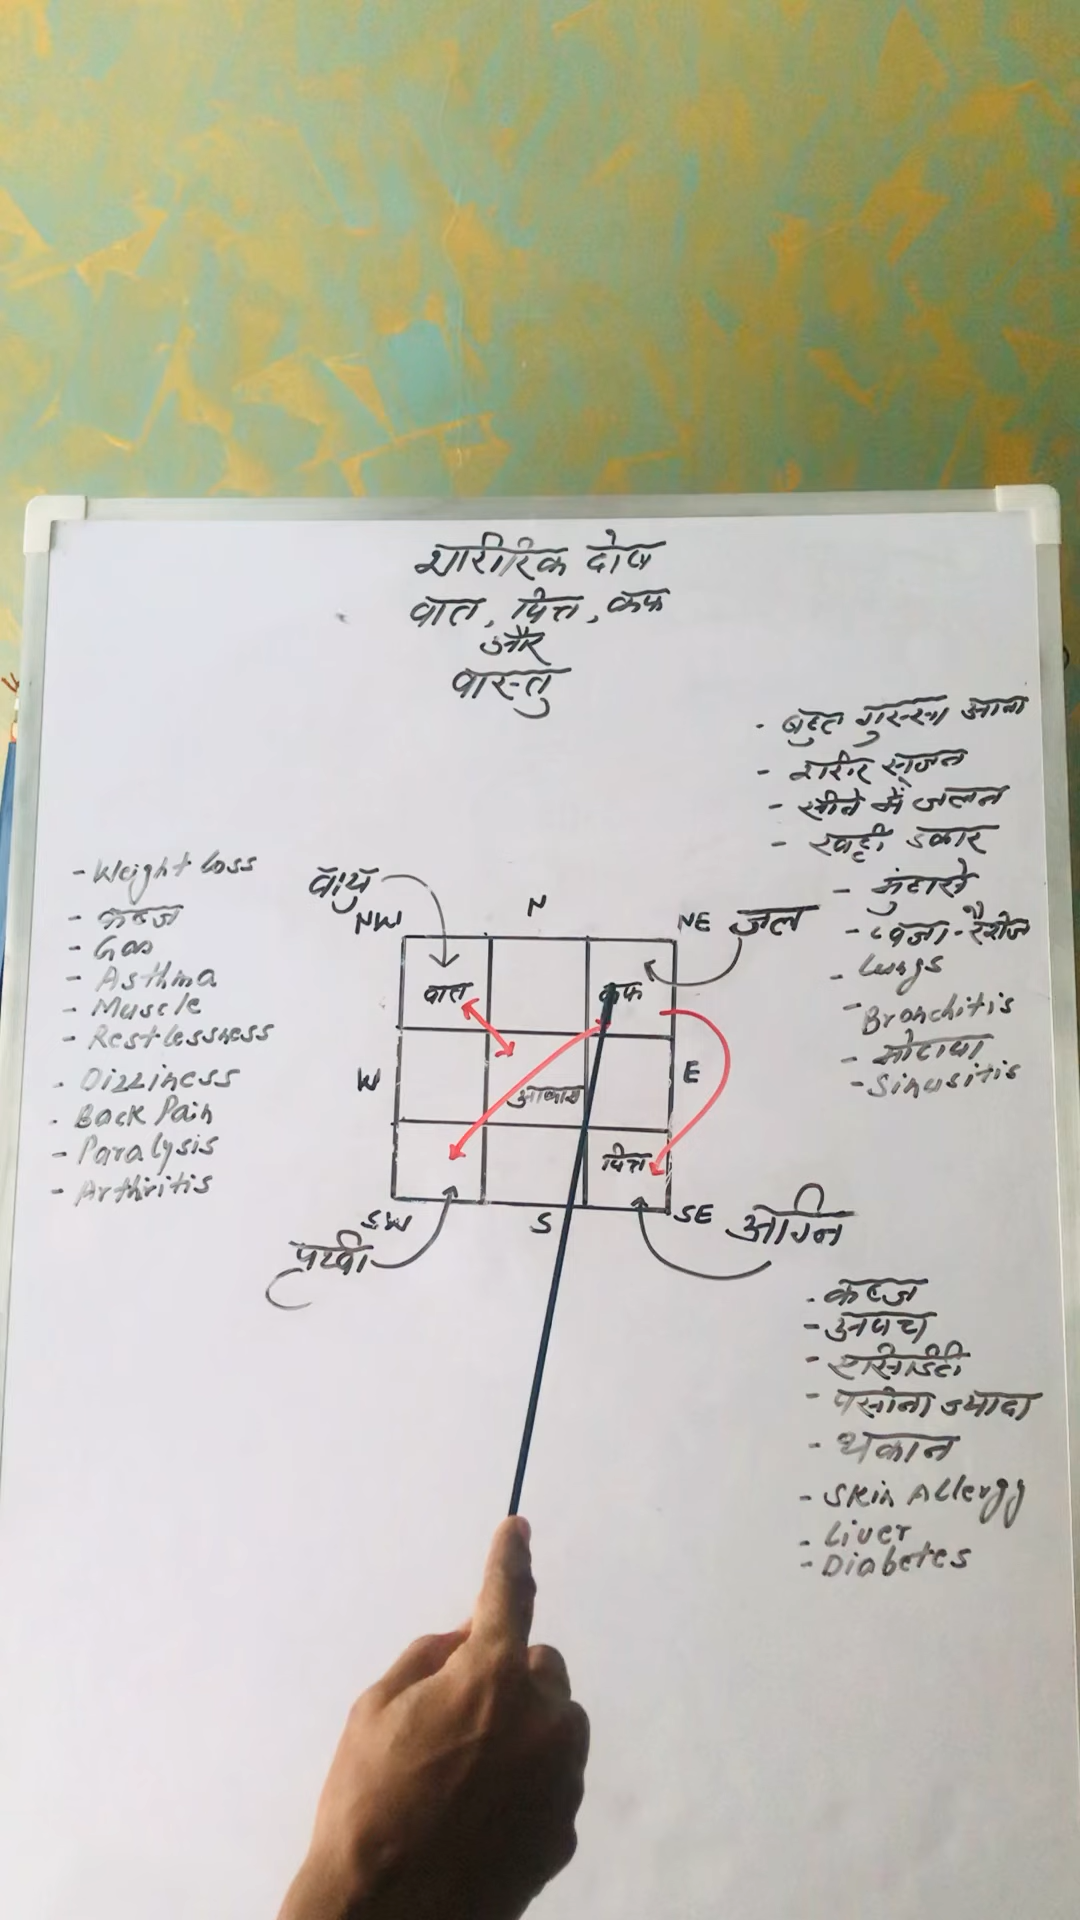 शारीरिक दोष
वात, पित्त, कफ
और
वास्तु
- बहुत गुस्सा आना
- शरीर सूजन
- सीने में जलन
- खट्टी डकार
- मुंहासे
- त्वजा-रैशेज
- Lungs
- Bronchitis
- मोटापा
- Sinusitis
- Weight Loss
- कब्ज
- Gas
- Asthma
- Muscle
- Restlessness
- Dizziness
- Back Pain
- Paralysis
- Arthritis
वायु
NW N NE जल
वात कफ
W आकाश E
पित्त
SW S SE अग्नि
पृथ्वी
- कब्ज
- अपच
- एसिडिटी
- पसीना ज्यादा
- थकान
- Skin Allergy
- Liver
- Diabetes